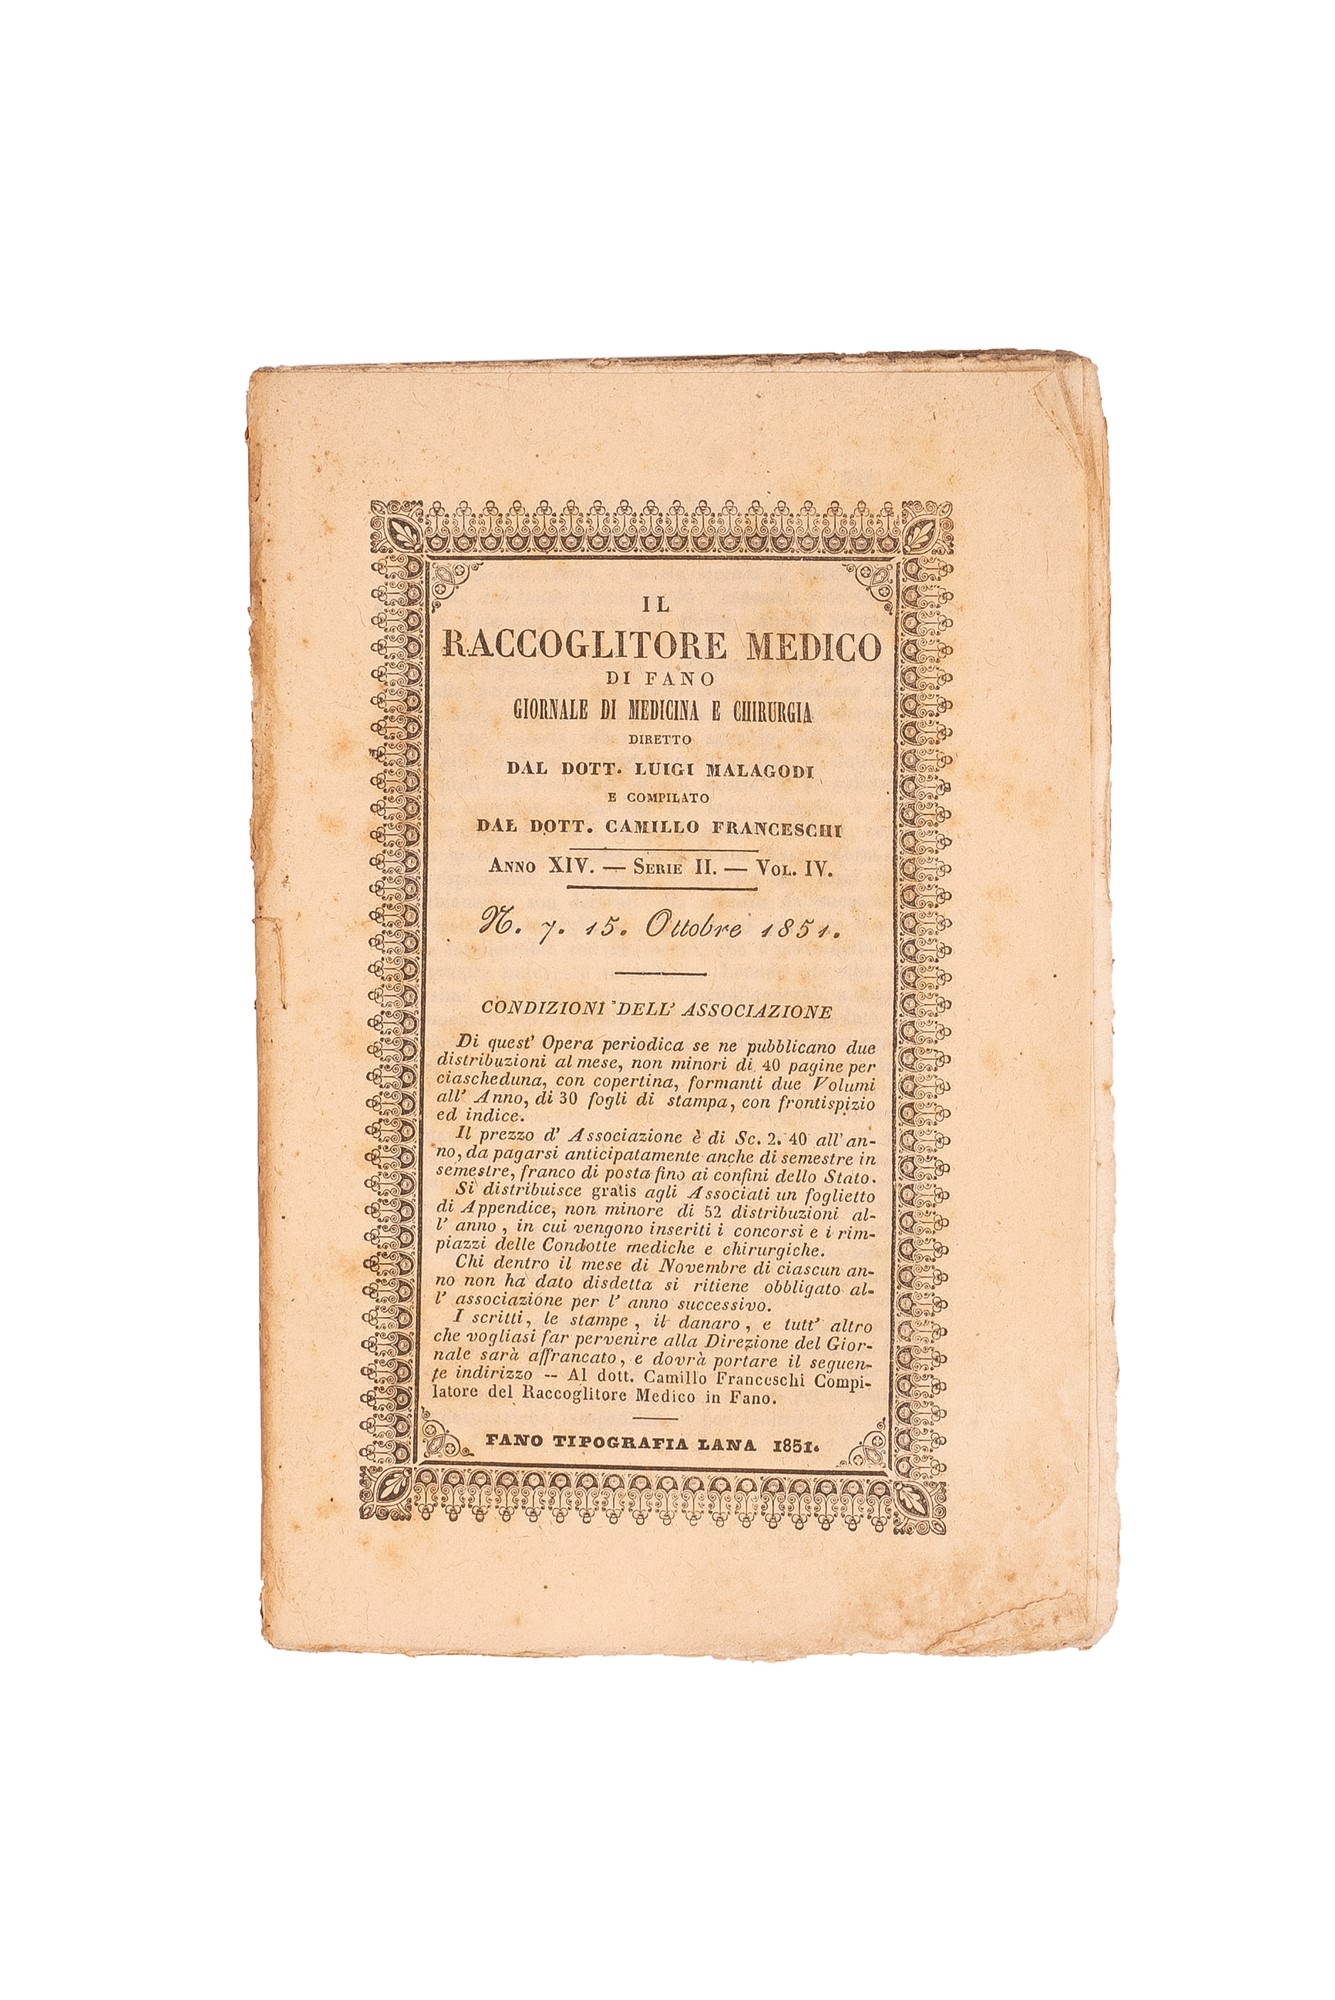 IL
RACCOGLITORE MEDICO
DI FANO
GIORNALE DI MEDICINA E CHIRURGIA
DIRETTO
DAL DOTT. LUIGI MALAGODI
E COMPILATO
DAL DOTT. CAMILLO FRANCESCHI
ANNO XIV. — SERIE II. — VOL. IV.
N. 7. 15. Ottobre 1851.
CONDIZIONI DELL' ASSOCIAZIONE
Di quest' Opera periodica se ne pubblicano due
distribuzioni al mese, non minori di 40 pagine per
ciascheduna, con copertina, formanti due Volumi
all' Anno, di 30 fogli di stampa, con frontispizio
ed indice.
Il prezzo d' Associazione è di Sc. 2. 40 all' an-
no, da pagarsi anticipatamente anche di semestre in
semestre, franco di posta fino ai confini dello Stato.
Si distribuisce gratis agli Associati un foglietto
di Appendice, non minore di 52 distribuzioni al-
l' anno, in cui vengono inseriti i concorsi e i rim-
piazzi delle Condotte mediche e chirurgiche.
Chi dentro il mese di Novembre di ciascun an-
no non ha dato disdetta si ritiene obbligato al-
l' associazione per l' anno successivo.
I scritti, le stampe, il danaro, e tutt' altro
che vogliasi far pervenire alla Direzione del Gior-
nale sarà affrancato, e dovrà portare il seguen-
te indirizzo -- Al dott. Camillo Franceschi Compi-
latore del Raccoglitore Medico in Fano.
FANO TIPOGRAFIA LANA 1851.